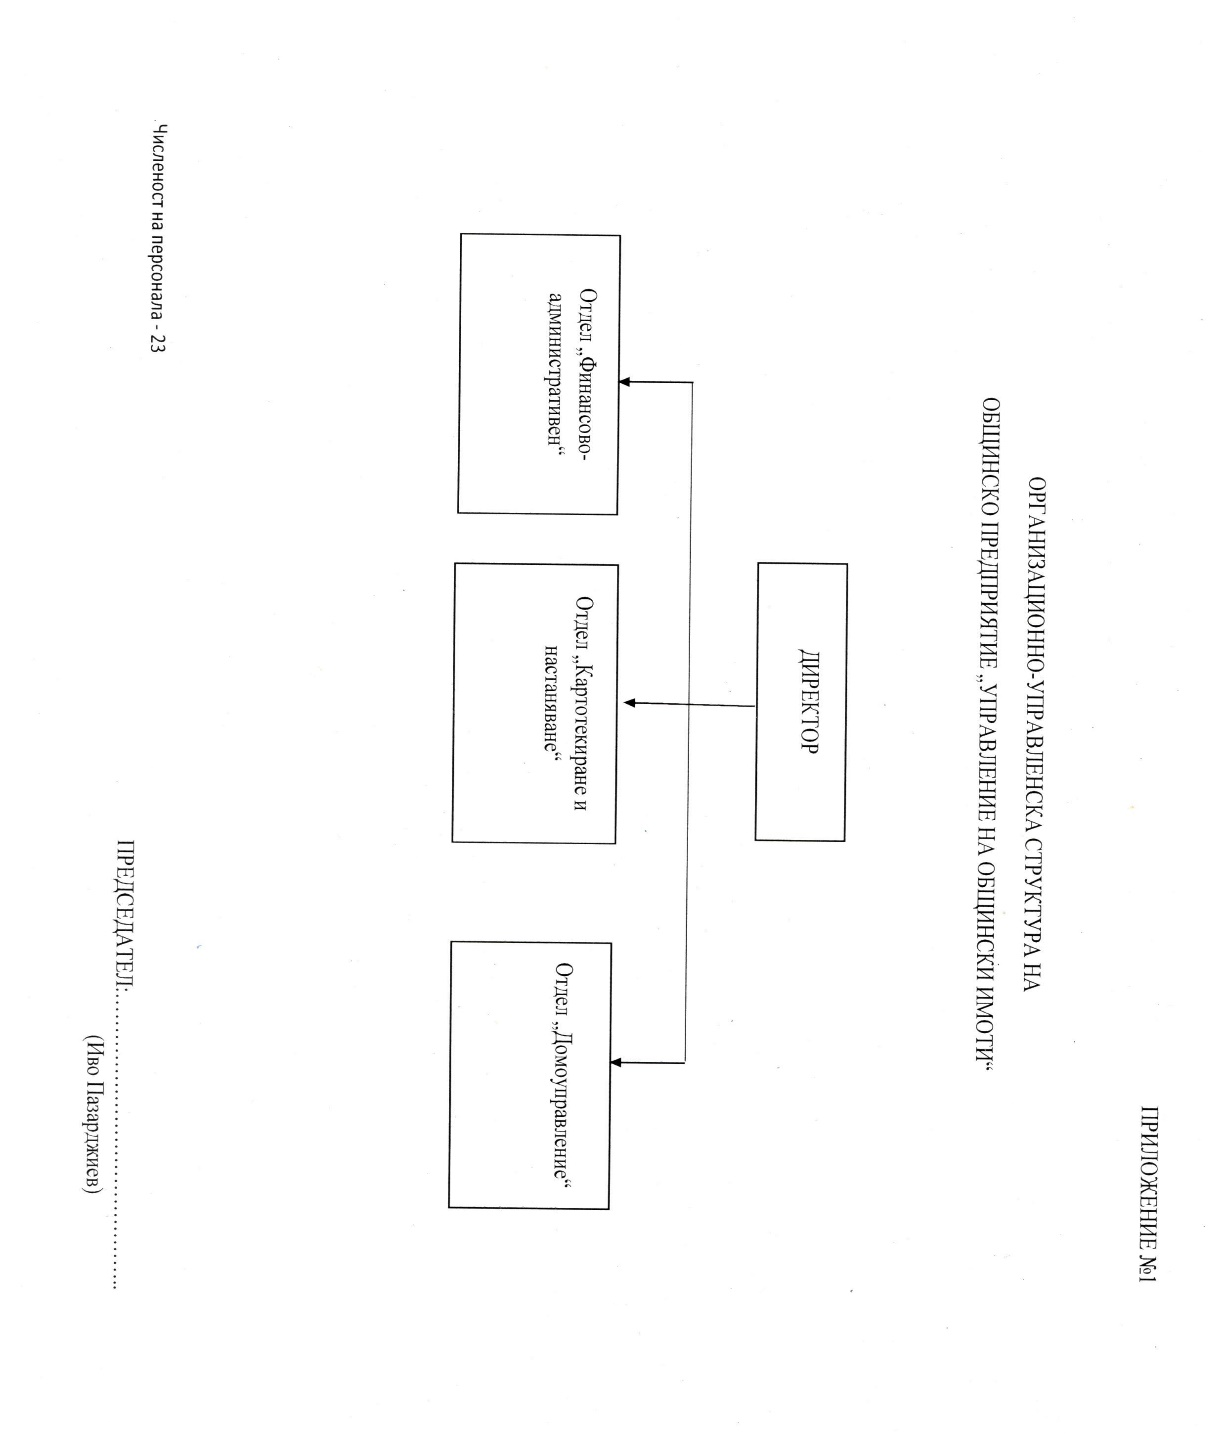 ПРИЛОЖЕНИЕ №1
ОРГАНИЗАЦИОННО-УПРАВЛЕНСКА СТРУКТУРА НА
ОБЩИНСКО ПРЕДПРИЯТИЕ „УПРАВЛЕНИЕ НА ОБЩИНСКИ ИМОТИ“
ДИРЕКТОР
Отдел „Финансово-
административен“
Отдел „Картотекиране и
настаняване“
Отдел „Домоуправление“
Численост на персонала - 23
ПРЕДСЕДАТЕЛ:……………………………………..
(Иво Пазарджиев)